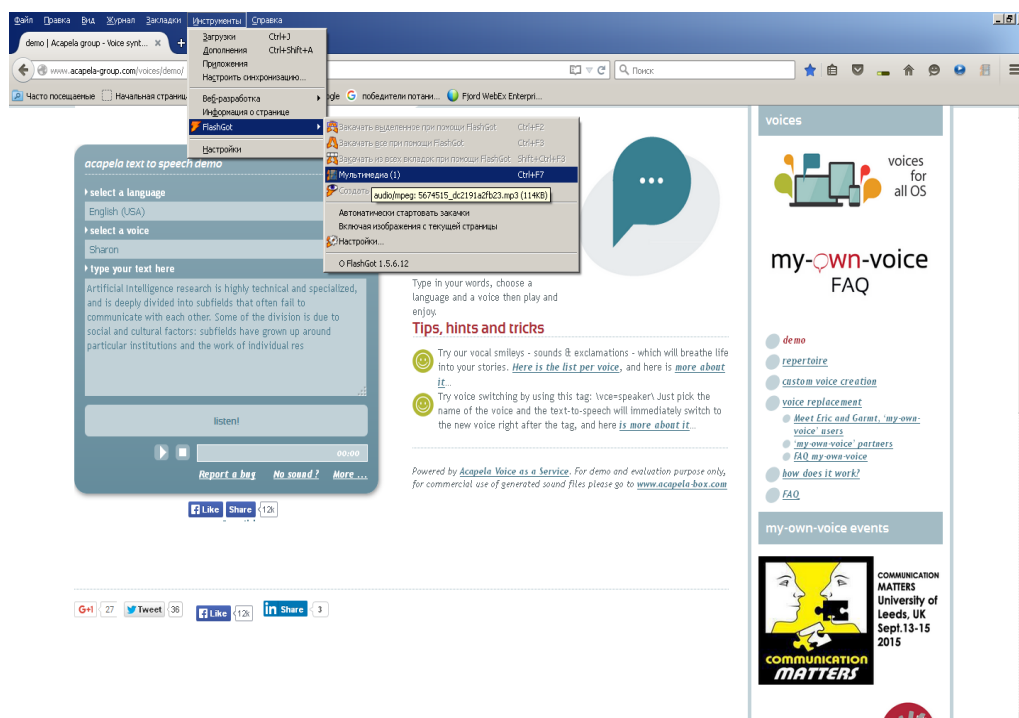 Файл Правка Вид Журнал Закладки Инструменты Справка
demo | Acapela group - Voice synt...
www.acapela-group.com/voices/demo/
Поиск
Часто посещаемые Начальная страниц
gle победители потани... Fjord WebEx Enterpri...
Загрузки Ctrl+J
Дополнения Ctrl+Shift+A
Приложения
Настроить синхронизацию...
Веб-разработка
Информация о странице
FlashGot
Настройки
Закачать выделенное при помощи FlashGot Ctrl+F2
Закачать все при помощи FlashGot Ctrl+F3
Закачать из всех вкладок при помощи FlashGot Shift+Ctrl+F3
Мультимедиа (1) Ctrl+F7
Создать
audio/mpeg: 5674515_dc2191a2fb23.mp3 (114KB)
Автоматически стартовать закачки
Включая изображения с текущей страницы
Настройки...
О FlashGot 1.5.6.12
acapela text to speech demo
select a language
English (USA)
select a voice
Sharon
type your text here
Artificial Intelligence research is highly technical and specialized,
and is deeply divided into subfields that often fail to
communicate with each other. Some of the division is due to
social and cultural factors: subfields have grown up around
particular institutions and the work of individual res
listen!
00:00
Report a bug No sound ? More ...
Like Share 12k
Type in your words, choose a
language and a voice then play and
enjoy.
Tips, hints and tricks
Try our vocal smileys - sounds & exclamations - which will breathe life
into your stories. Here is the list per voice, and here is more about
it...
Try voice switching by using this tag: \vce=speaker\ Just pick the
name of the voice and the text-to-speech will immediately switch to
the new voice right after the tag, and here is more about it...
Powered by Acapela Voice as a Service. For demo and evaluation purpose only,
for commercial use of generated sound files please go to www.acapela-box.com
G+1 27 Tweet 36 Like 12k in Share 3
voices
voices
for
all OS
my-own-voice
FAQ
demo
repertoire
custom voice creation
voice replacement
Meet Eric and Garmt, 'my-own-
voice' users
'my-own-voice' partners
FAQ my-own-voice
how does it work?
FAQ
my-own-voice events
COMMUNICATION
MATTERS
University of
Leeds, UK
Sept.13-15
2015
COMMUNICATION
MATTERS